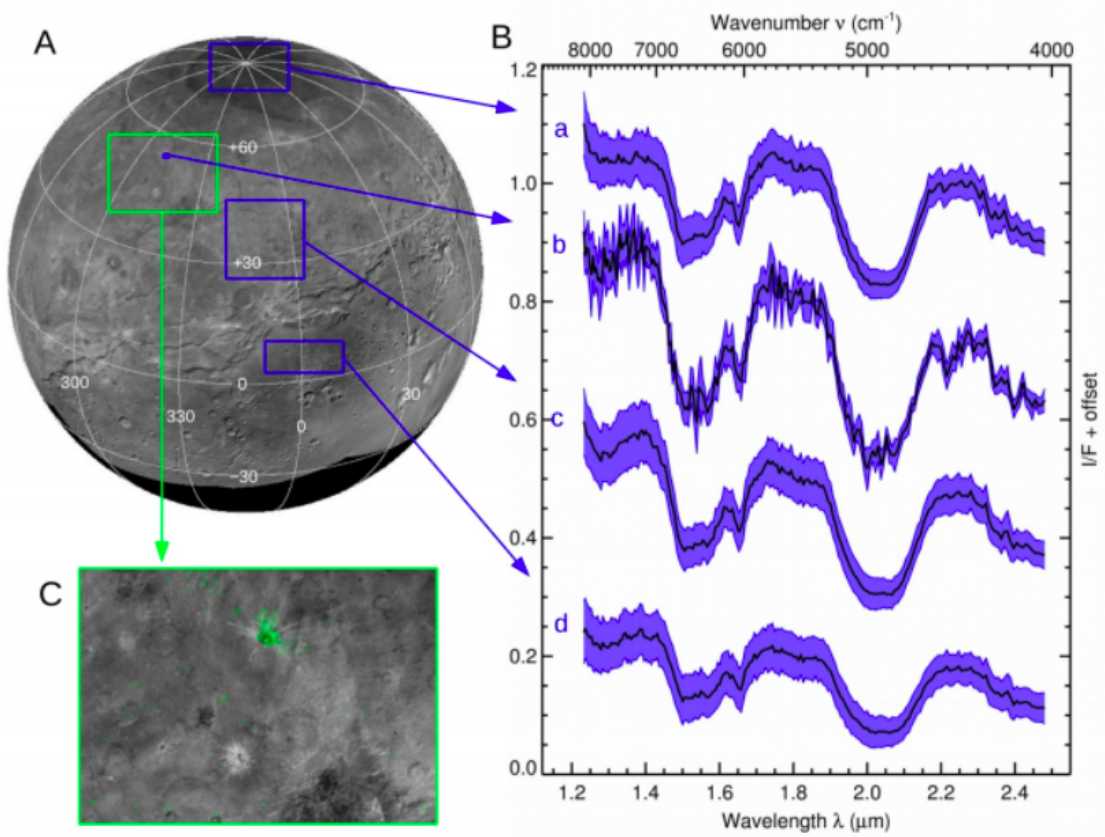 A
+60
+30
300
0
30
330
0
−30
C
B
Wavenumber ν (cm⁻¹)
8000 7000 6000 5000 4000
1.2
a
1.0
b
0.8
0.6
c
0.4
d
0.2
0.0
1.2 1.4 1.6 1.8 2.0 2.2 2.4
Wavelength λ (μm)
I/F + offset